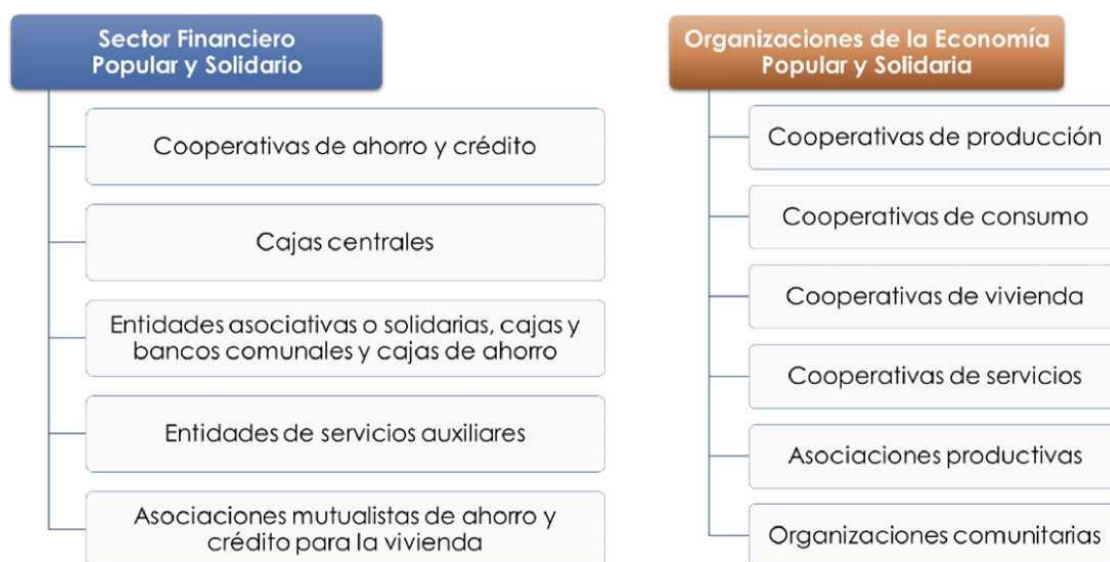 Sector Financiero
Popular y Solidario
Cooperativas de ahorro y crédito
Cajas centrales
Entidades asociativas o solidarias, cajas y
bancos comunales y cajas de ahorro
Entidades de servicios auxiliares
Asociaciones mutualistas de ahorro y
crédito para la vivienda
Organizaciones de la Economía
Popular y Solidaria
Cooperativas de producción
Cooperativas de consumo
Cooperativas de vivienda
Cooperativas de servicios
Asociaciones productivas
Organizaciones comunitarias